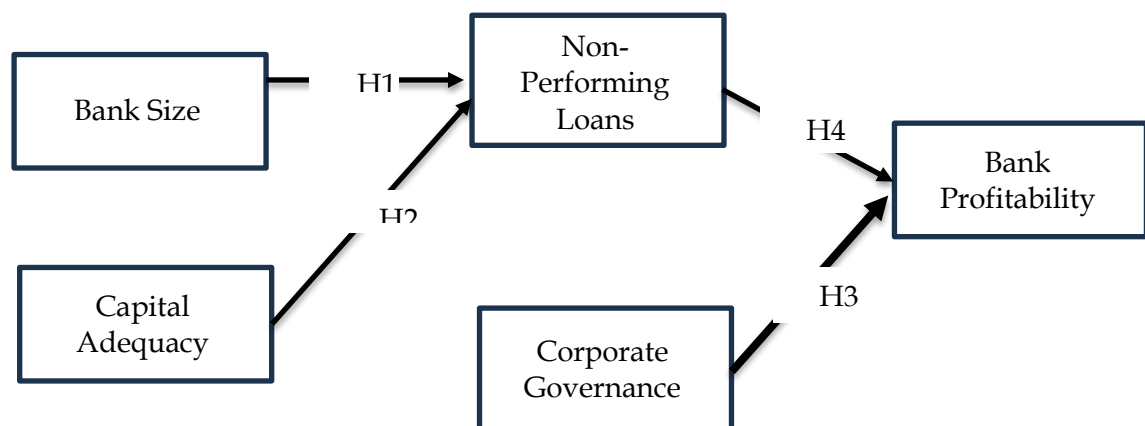 Bank Size
H1
Non-
Performing
Loans
H4
Bank
Profitability
H2
Capital
Adequacy
H3
Corporate
Governance